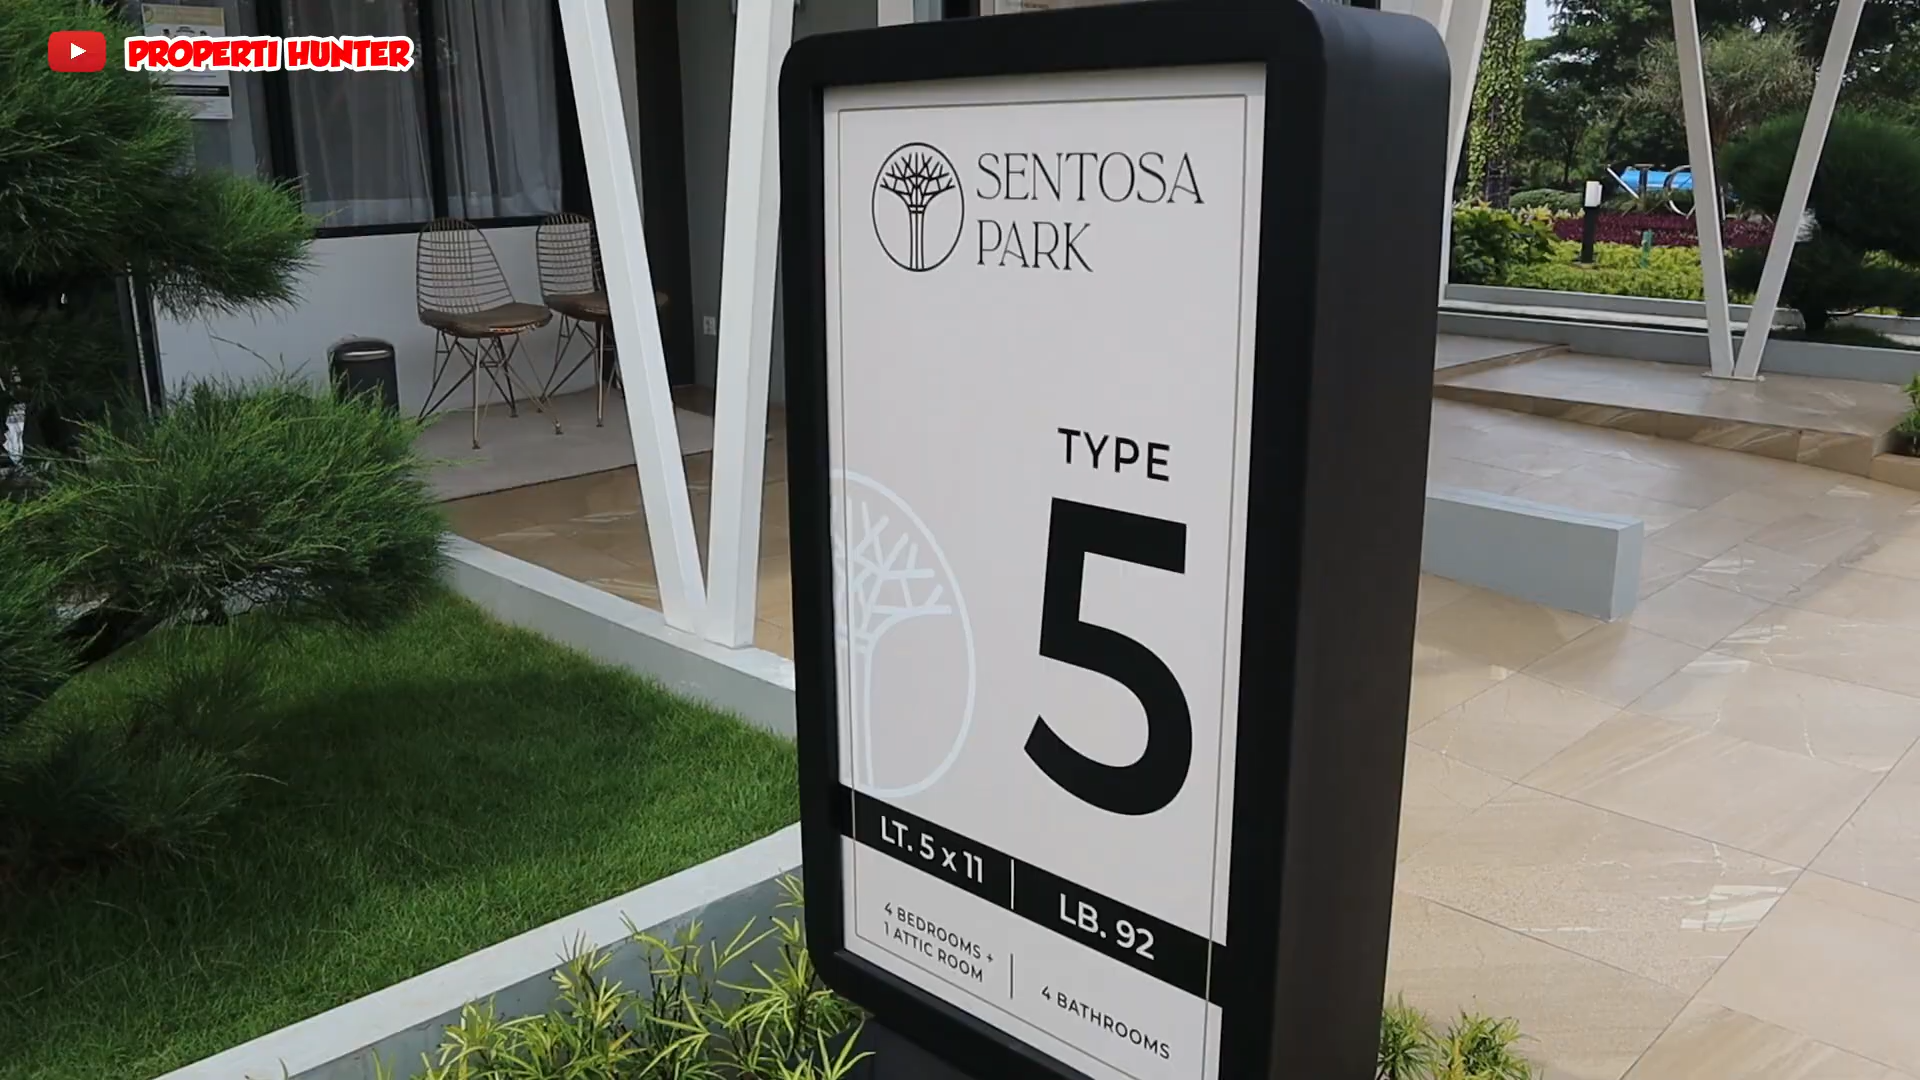 PROPERTI HUNTER
SENTOSA
PARK
TYPE
5
LT. 5 x 11
LB. 92
4 BEDROOMS +
1 ATTIC ROOM
4 BATHROOMS